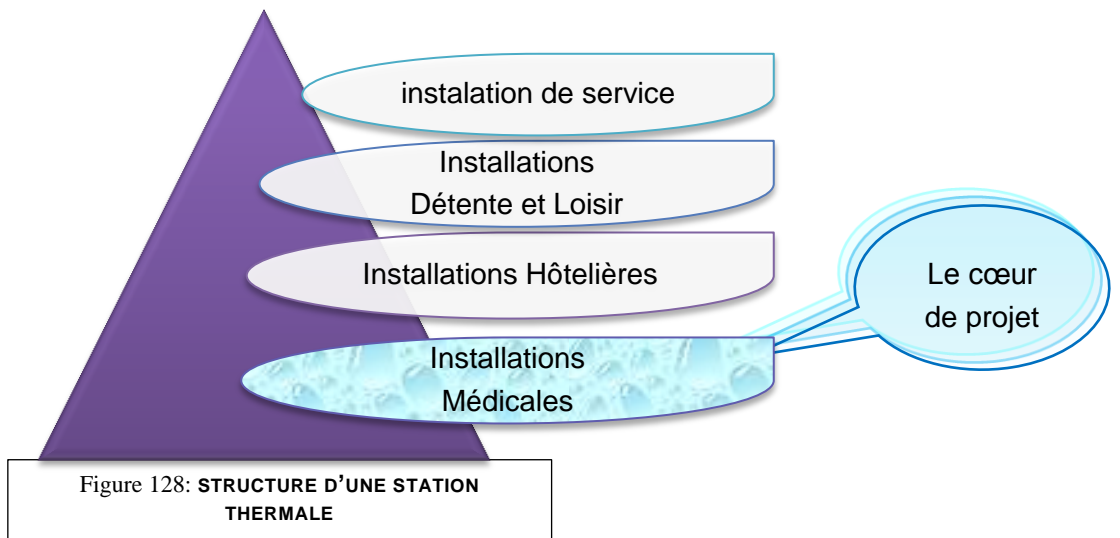 instalation de service
Installations
Détente et Loisir
Installations Hôtelières
Installations
Médicales
Le cœur
de projet
Figure 128: STRUCTURE D’UNE STATION
THERMALE